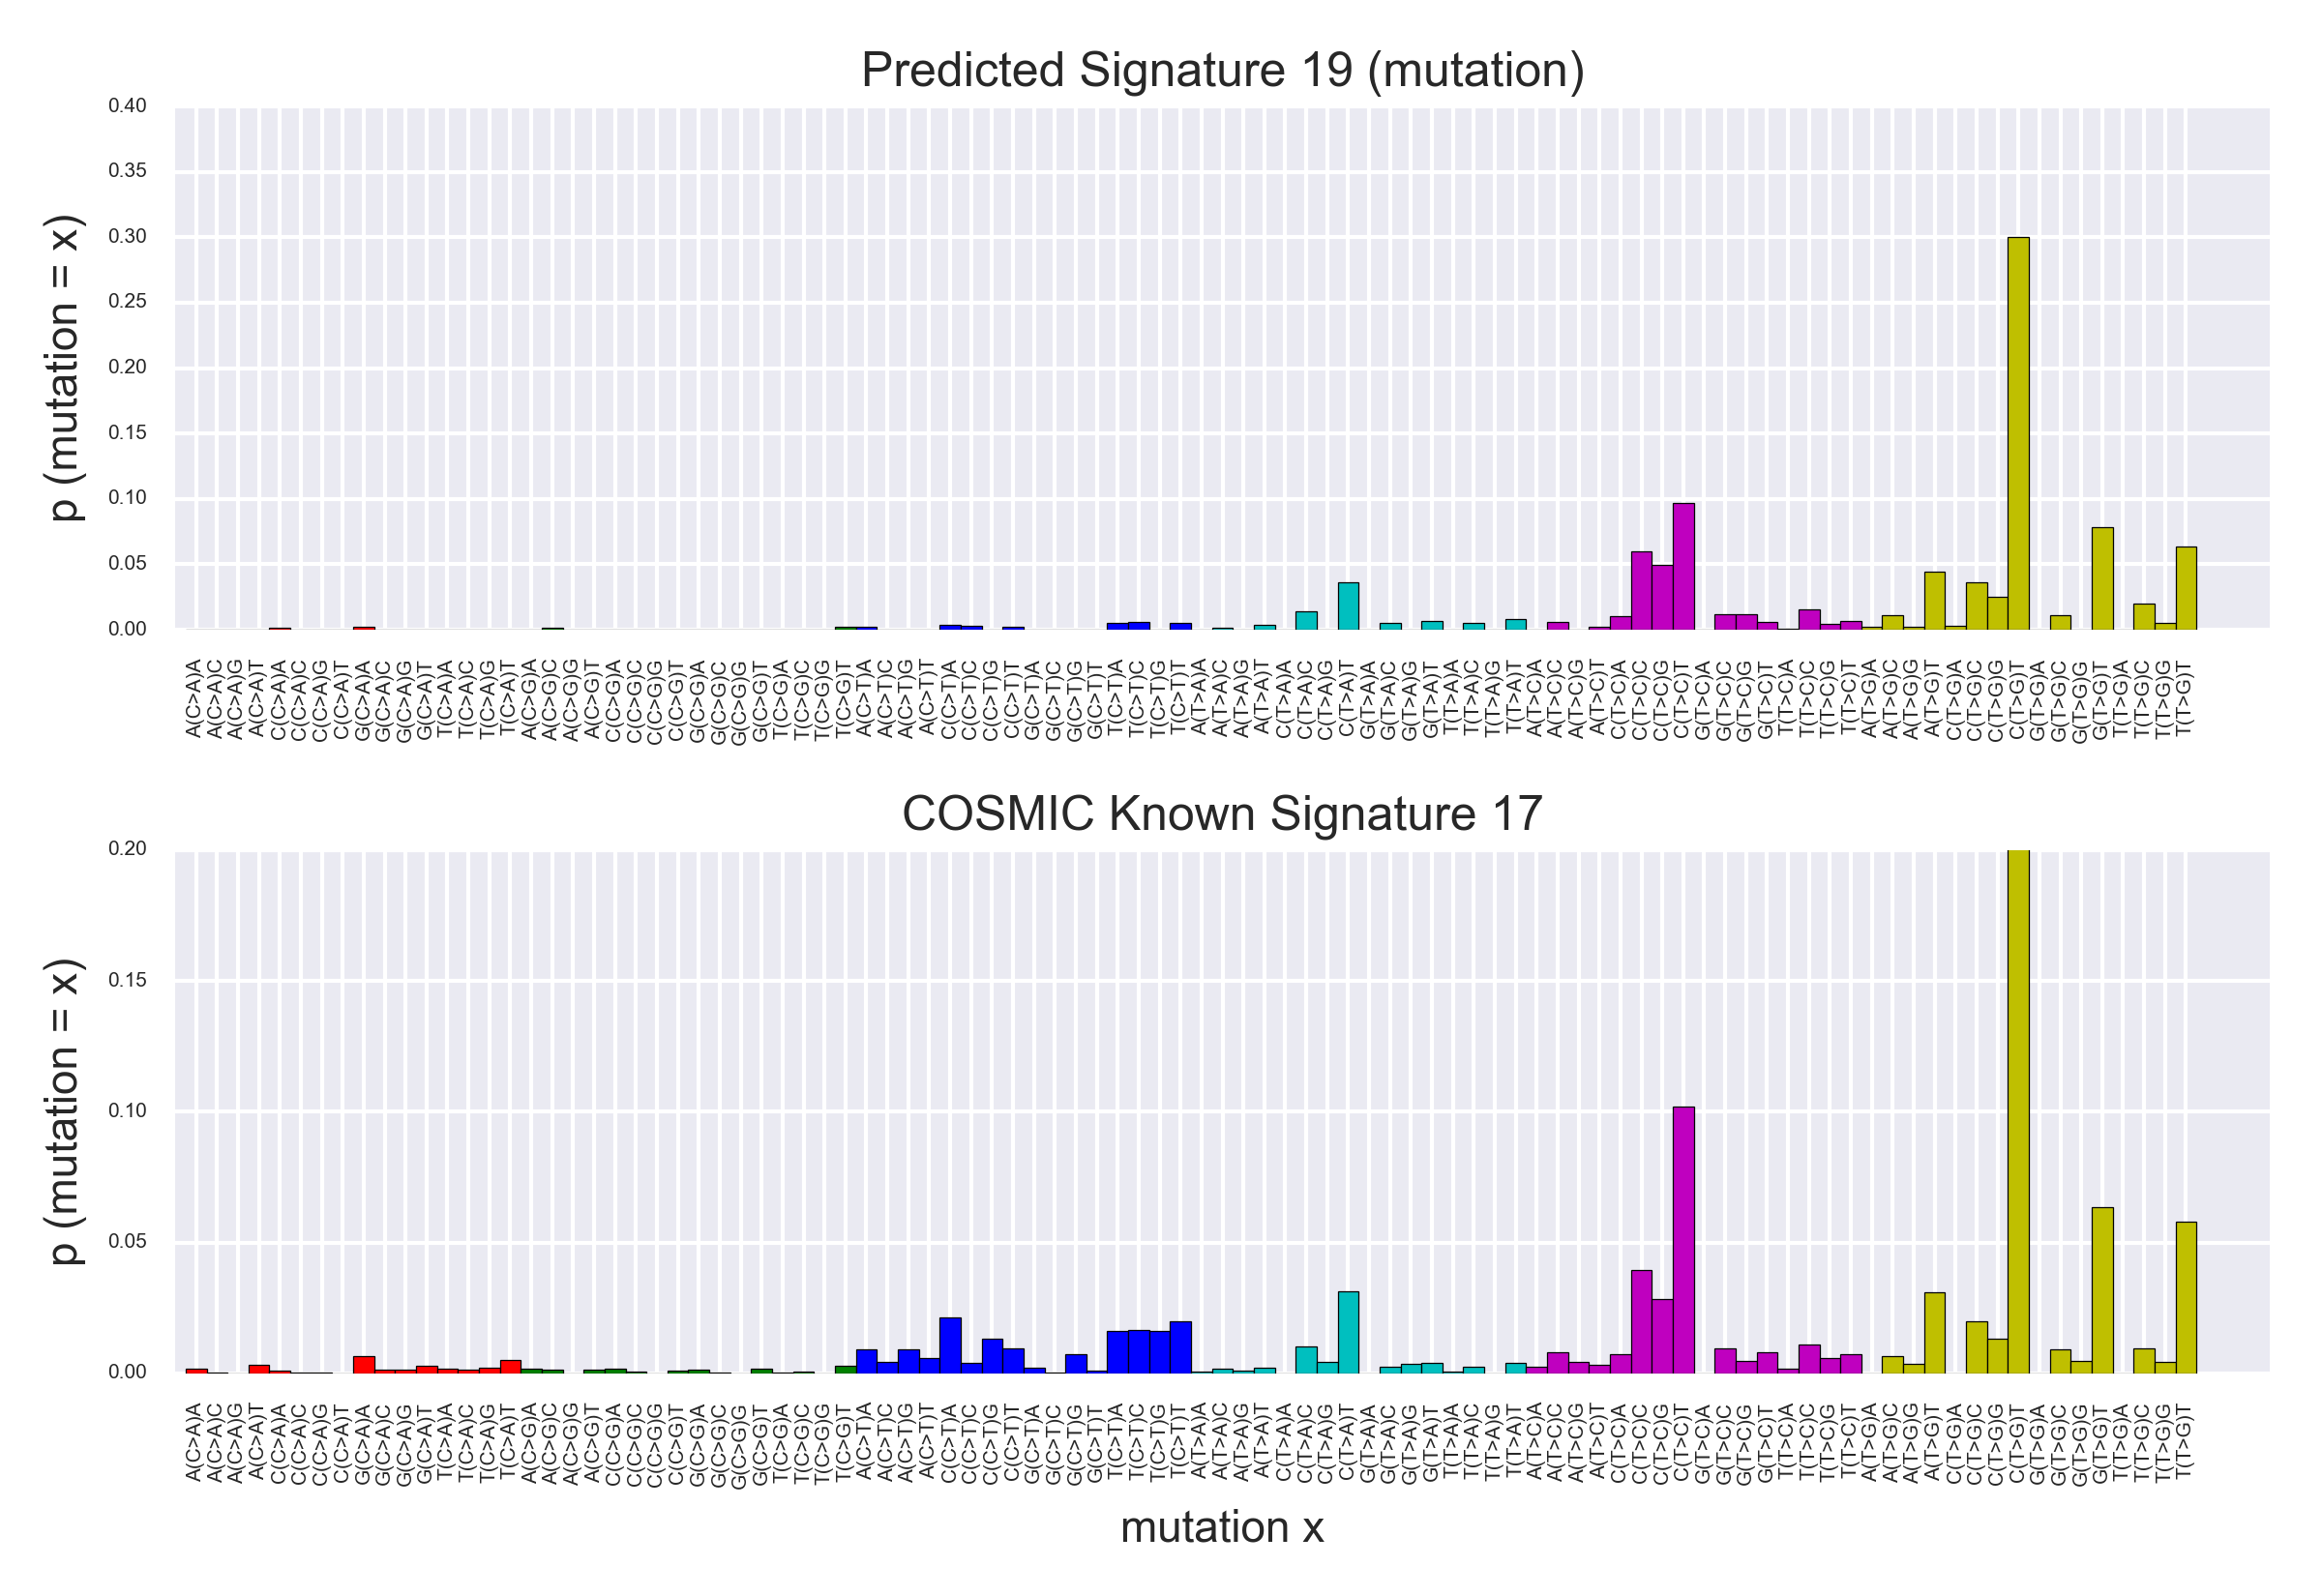 Predicted Signature 19 (mutation)
p (mutation = x)
0.40
0.35
0.30
0.25
0.20
0.15
0.10
0.05
0.00
A(C>A)A A(C>A)C A(C>A)G A(C>A)T C(C>A)A C(C>A)C C(C>A)G C(C>A)T G(C>A)A G(C>A)C G(C>A)G G(C>A)T T(C>A)A T(C>A)C T(C>A)G T(C>A)T A(C>G)A A(C>G)C A(C>G)G A(C>G)T C(C>G)A C(C>G)C C(C>G)G C(C>G)T G(C>G)A G(C>G)C G(C>G)G G(C>G)T T(C>G)A T(C>G)C T(C>G)G T(C>G)T A(C>T)A A(C>T)C A(C>T)G A(C>T)T C(C>T)A C(C>T)C C(C>T)G C(C>T)T G(C>T)A G(C>T)C G(C>T)G G(C>T)T T(C>T)A T(C>T)C T(C>T)G T(C>T)T A(T>A)A A(T>A)C A(T>A)G A(T>A)T C(T>A)A C(T>A)C C(T>A)G C(T>A)T G(T>A)A G(T>A)C G(T>A)G G(T>A)T T(T>A)A T(T>A)C T(T>A)G T(T>A)T A(T>C)A A(T>C)C A(T>C)G A(T>C)T C(T>C)A C(T>C)C C(T>C)G C(T>C)T G(T>C)A G(T>C)C G(T>C)G G(T>C)T T(T>C)A T(T>C)C T(T>C)G T(T>C)T A(T>G)A A(T>G)C A(T>G)G A(T>G)T C(T>G)A C(T>G)C C(T>G)G C(T>G)T G(T>G)A G(T>G)C G(T>G)G G(T>G)T T(T>G)A T(T>G)C T(T>G)G T(T>G)T
COSMIC Known Signature 17
p (mutation = x)
0.20
0.15
0.10
0.05
0.00
A(C>A)A A(C>A)C A(C>A)G A(C>A)T C(C>A)A C(C>A)C C(C>A)G C(C>A)T G(C>A)A G(C>A)C G(C>A)G G(C>A)T T(C>A)A T(C>A)C T(C>A)G T(C>A)T A(C>G)A A(C>G)C A(C>G)G A(C>G)T C(C>G)A C(C>G)C C(C>G)G C(C>G)T G(C>G)A G(C>G)C G(C>G)G G(C>G)T T(C>G)A T(C>G)C T(C>G)G T(C>G)T A(C>T)A A(C>T)C A(C>T)G A(C>T)T C(C>T)A C(C>T)C C(C>T)G C(C>T)T G(C>T)A G(C>T)C G(C>T)G G(C>T)T T(C>T)A T(C>T)C T(C>T)G T(C>T)T A(T>A)A A(T>A)C A(T>A)G A(T>A)T C(T>A)A C(T>A)C C(T>A)G C(T>A)T G(T>A)A G(T>A)C G(T>A)G G(T>A)T T(T>A)A T(T>A)C T(T>A)G T(T>A)T A(T>C)A A(T>C)C A(T>C)G A(T>C)T C(T>C)A C(T>C)C C(T>C)G C(T>C)T G(T>C)A G(T>C)C G(T>C)G G(T>C)T T(T>C)A T(T>C)C T(T>C)G T(T>C)T A(T>G)A A(T>G)C A(T>G)G A(T>G)T C(T>G)A C(T>G)C C(T>G)G C(T>G)T G(T>G)A G(T>G)C G(T>G)G G(T>G)T T(T>G)A T(T>G)C T(T>G)G T(T>G)T
mutation x